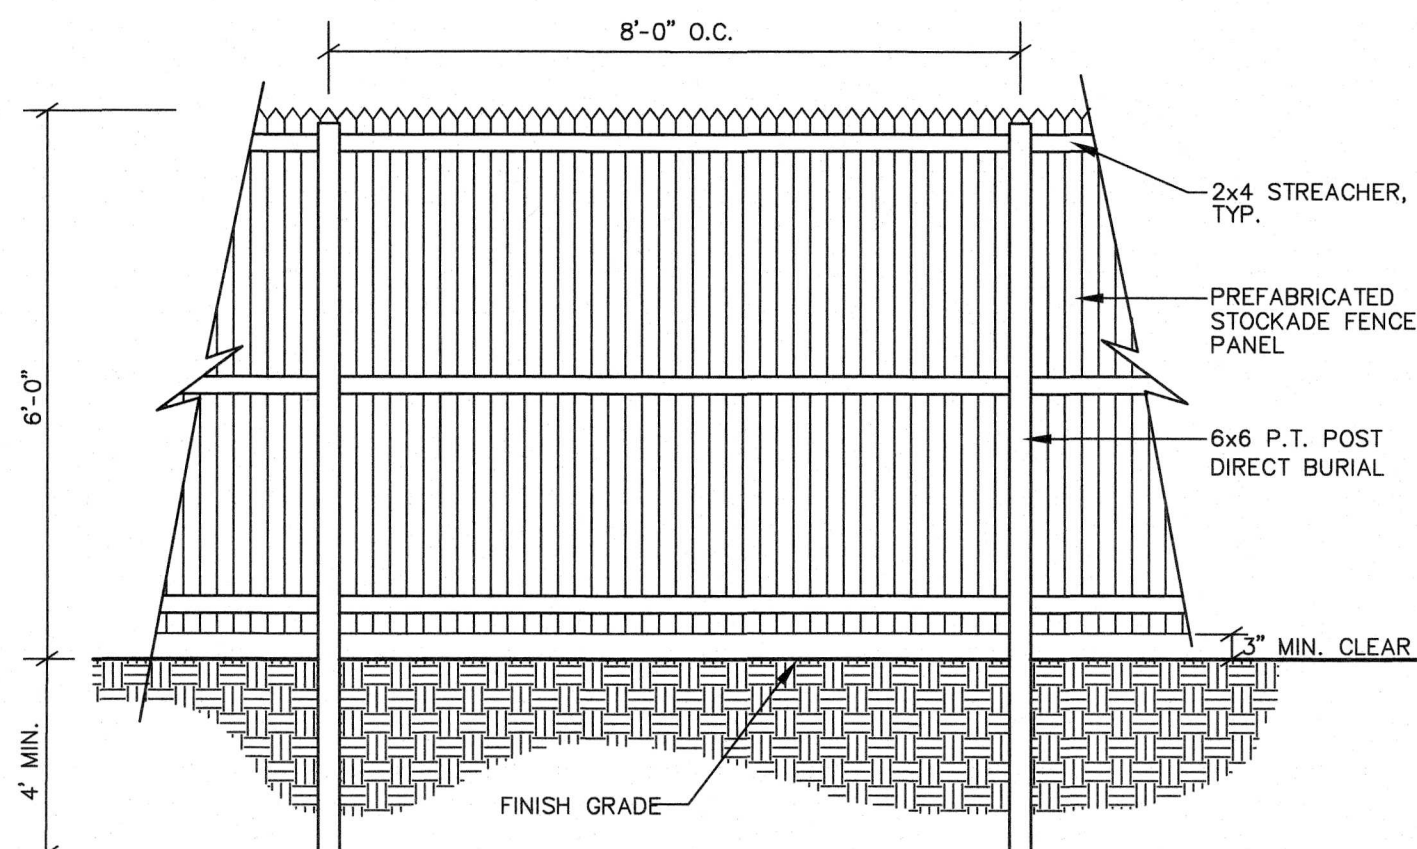 8'-0" O.C.
2x4 STREACHER,
TYP.
PREFABRICATED
STOCKADE FENCE
PANEL
6'-0"
6x6 P.T. POST
DIRECT BURIAL
3" MIN. CLEAR
4' MIN.
FINISH GRADE